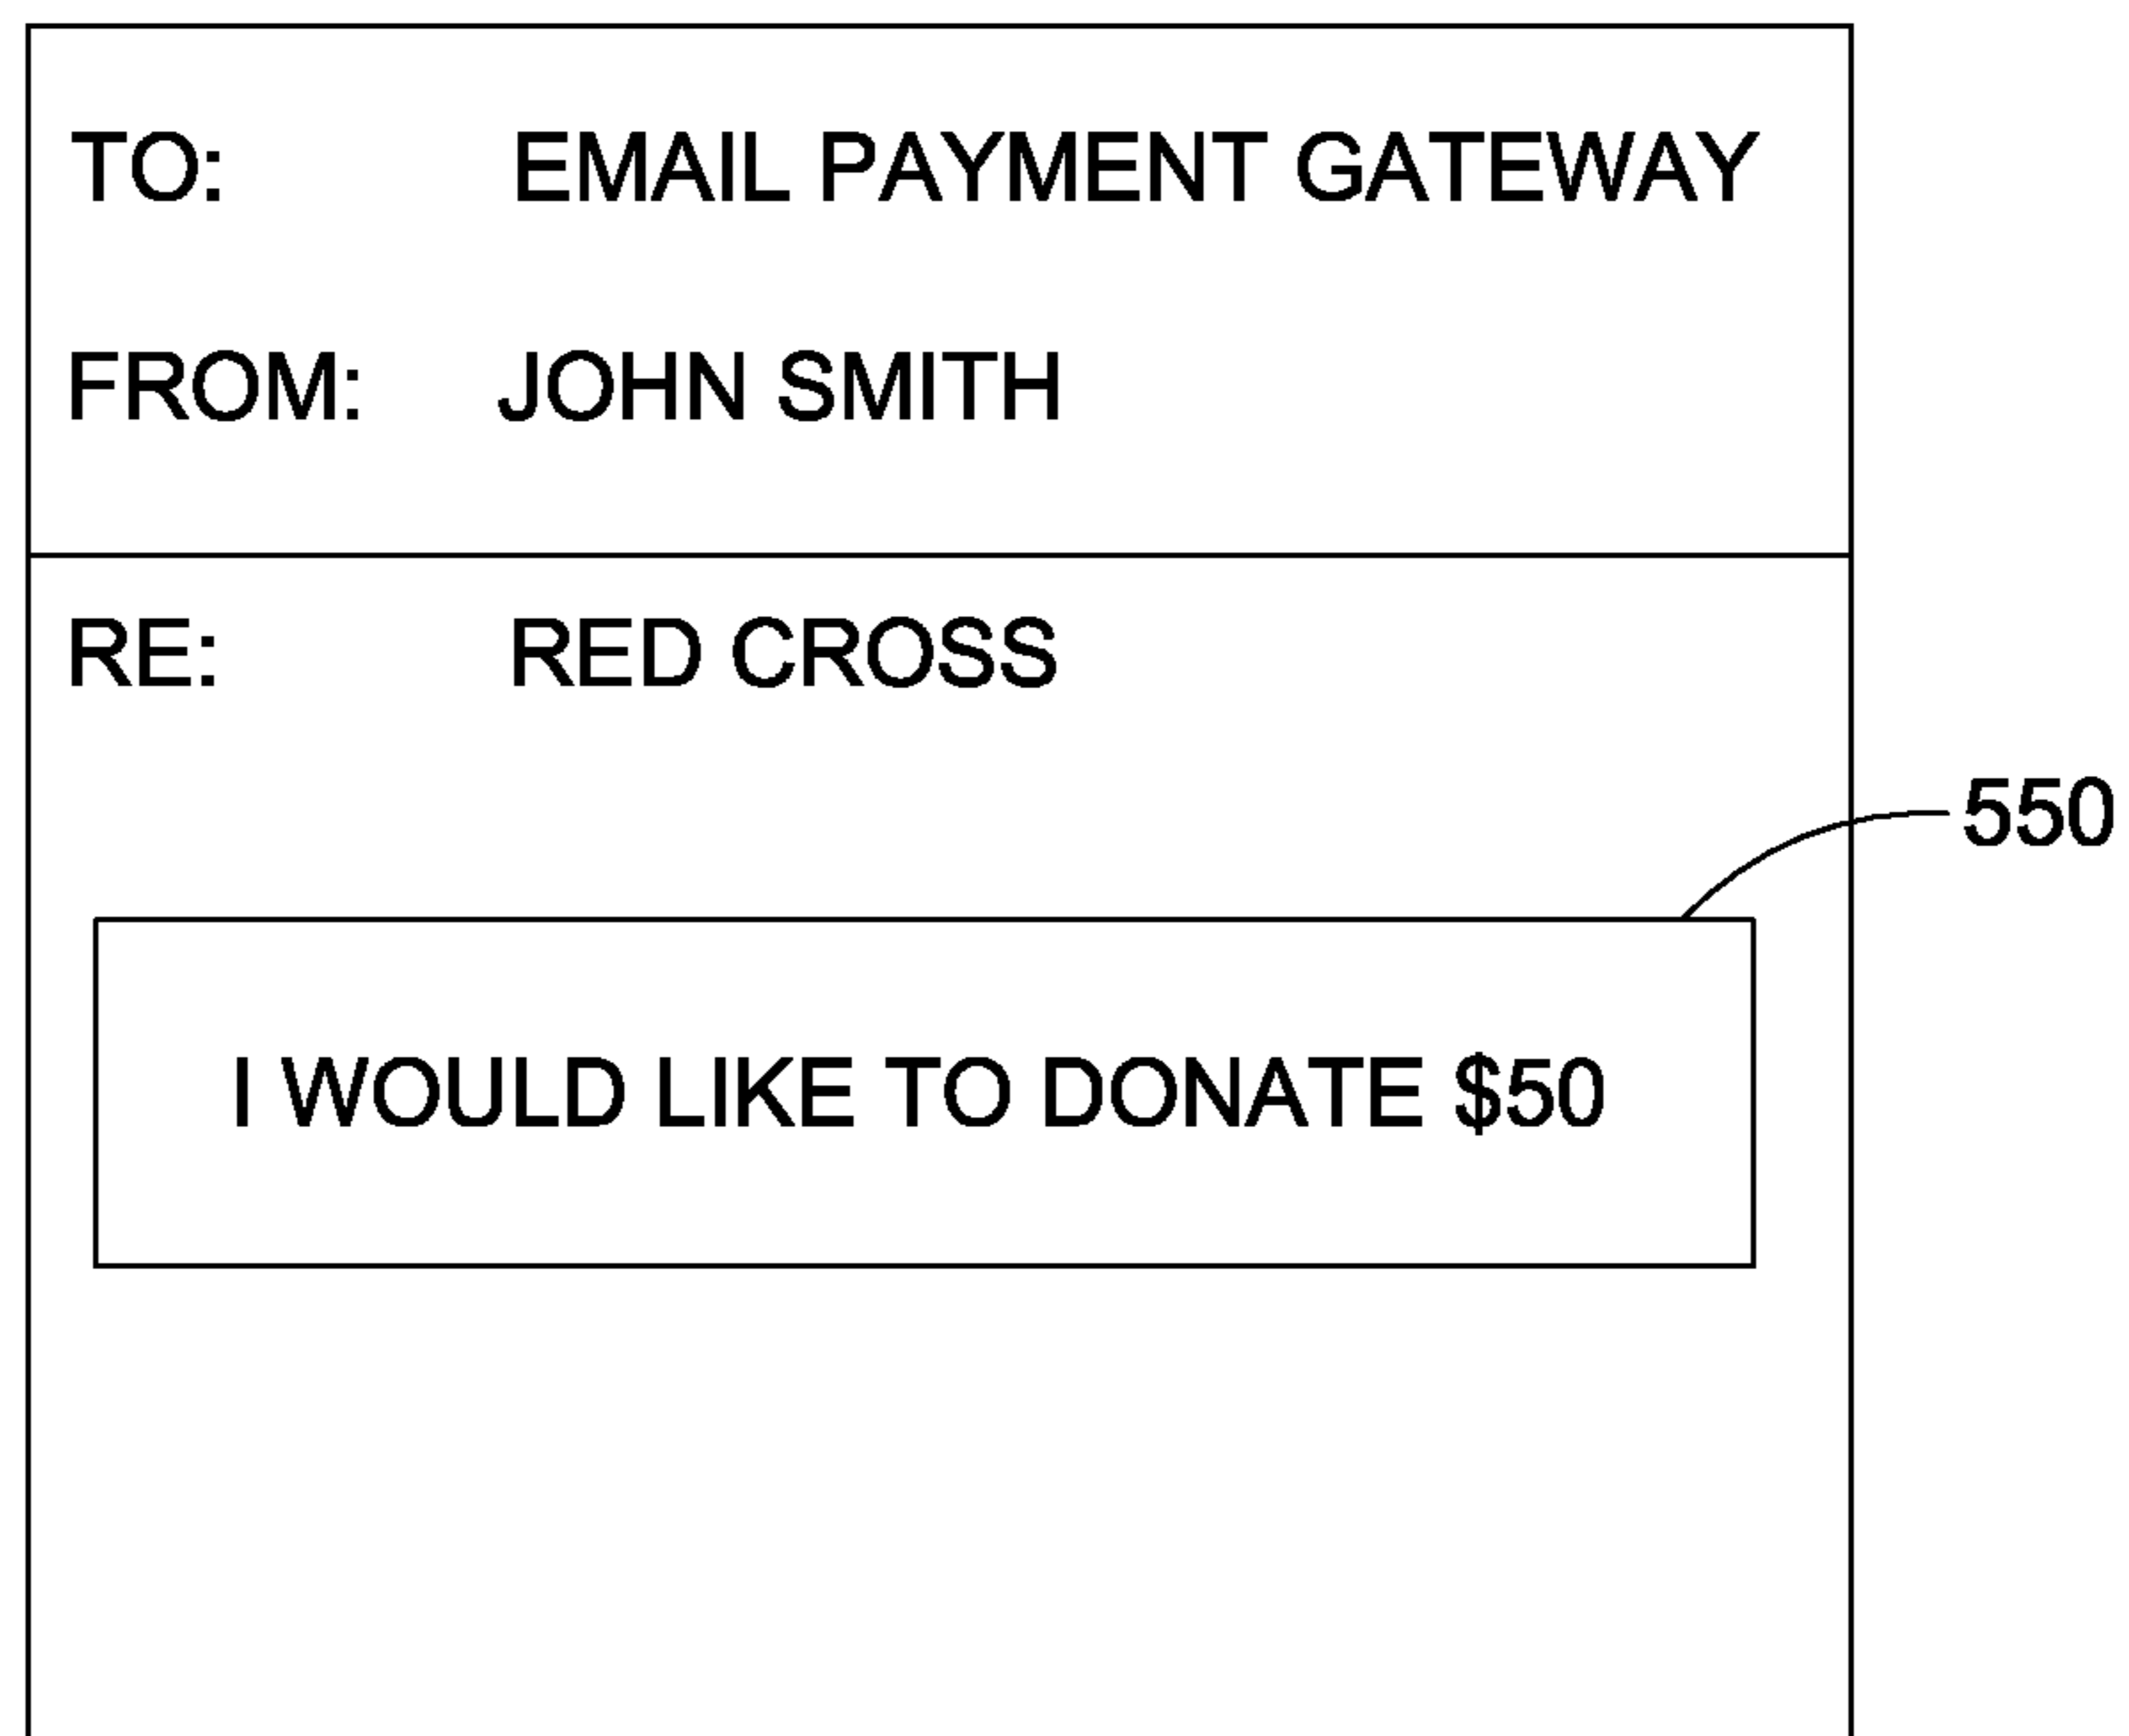 TO: EMAIL PAYMENT GATEWAY
FROM: JOHN SMITH
RE: RED CROSS
550
I WOULD LIKE TO DONATE $50